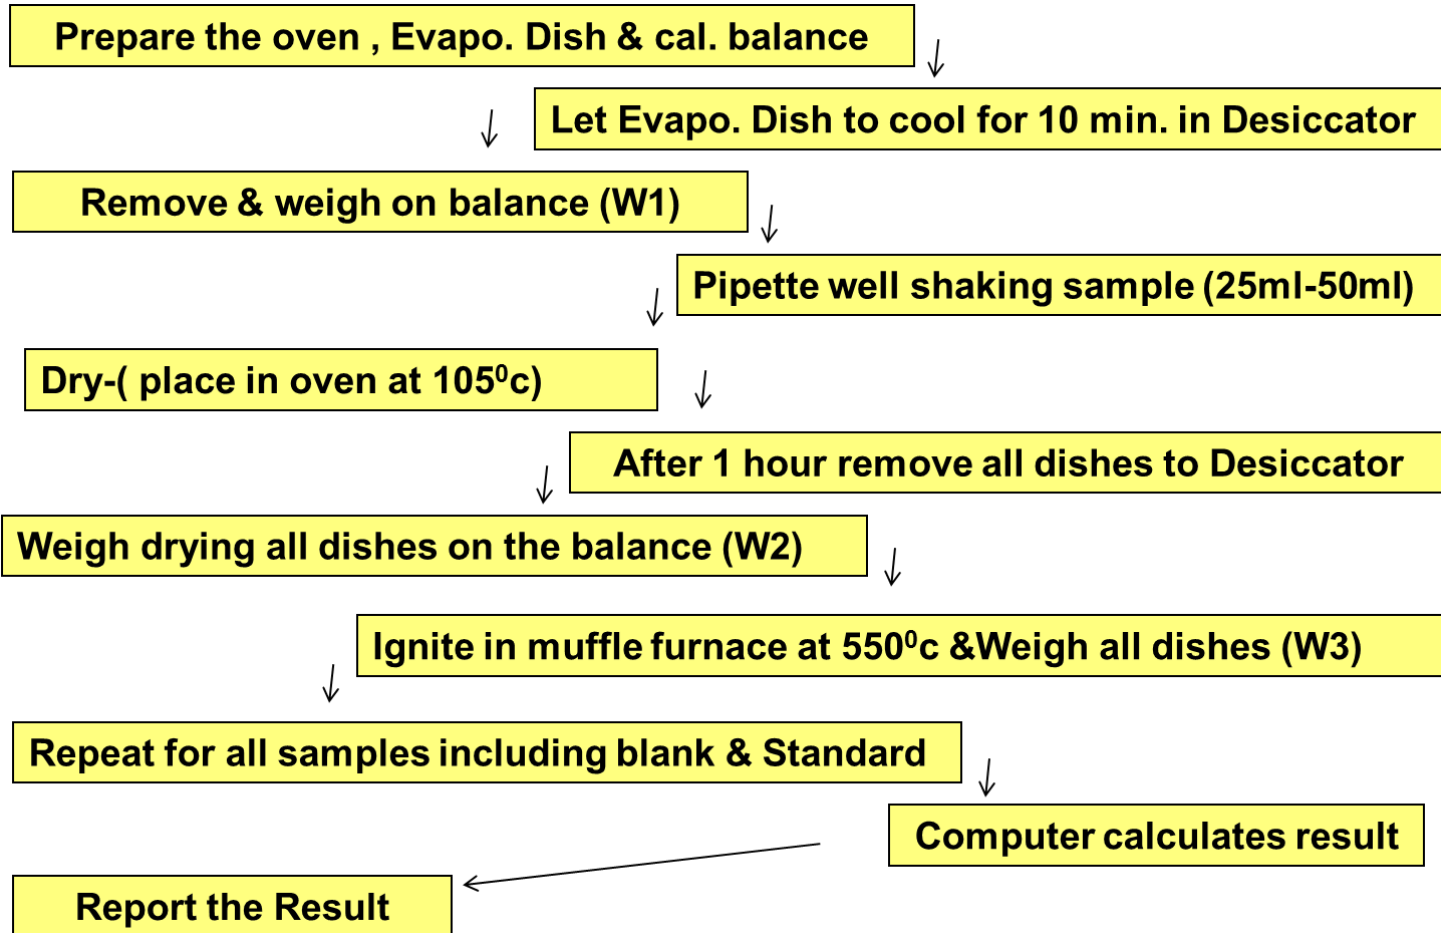 Prepare the oven , Evapo. Dish & cal. balance
Let Evapo. Dish to cool for 10 min. in Desiccator
Remove & weigh on balance (W1)
Pipette well shaking sample (25ml-50ml)
Dry-( place in oven at 105⁰c)
After 1 hour remove all dishes to Desiccator
Weigh drying all dishes on the balance (W2)
Ignite in muffle furnace at 550⁰c &Weigh all dishes (W3)
Repeat for all samples including blank & Standard
Computer calculates result
Report the Result